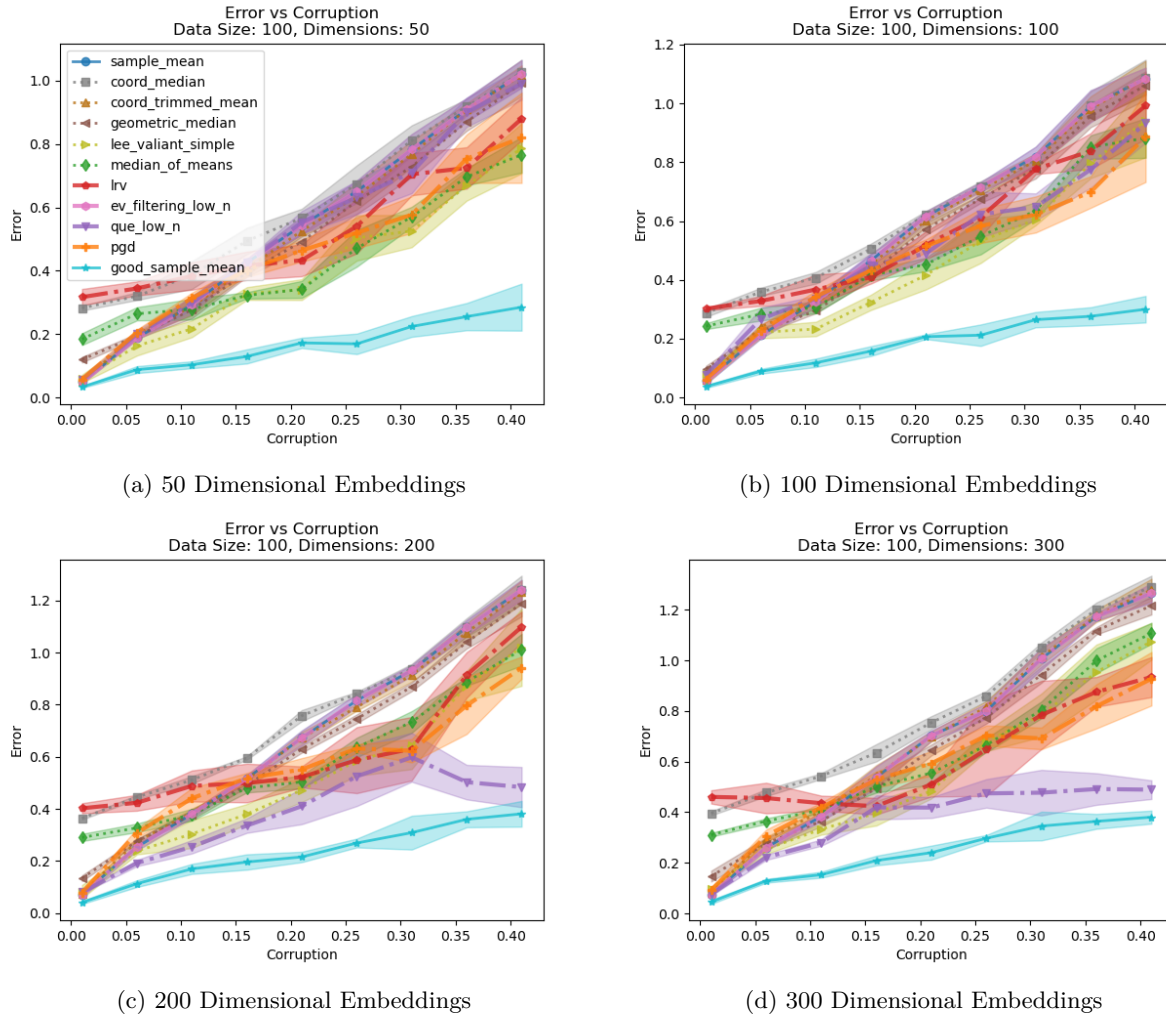 Error vs Corruption
Data Size: 100, Dimensions: 50
Error
1.0
0.8
0.6
0.4
0.2
0.0
sample_mean
coord_median
coord_trimmed_mean
geometric_median
lee_valiant_simple
median_of_means
lrv
ev_filtering_low_n
que_low_n
pgd
good_sample_mean
0.00 0.05 0.10 0.15 0.20 0.25 0.30 0.35 0.40
Corruption
(a) 50 Dimensional Embeddings
Error vs Corruption
Data Size: 100, Dimensions: 100
Error
1.2
1.0
0.8
0.6
0.4
0.2
0.0
0.00 0.05 0.10 0.15 0.20 0.25 0.30 0.35 0.40
Corruption
(b) 100 Dimensional Embeddings
Error vs Corruption
Data Size: 100, Dimensions: 200
Error
1.2
1.0
0.8
0.6
0.4
0.2
0.0
0.00 0.05 0.10 0.15 0.20 0.25 0.30 0.35 0.40
Corruption
(c) 200 Dimensional Embeddings
Error vs Corruption
Data Size: 100, Dimensions: 300
Error
1.2
1.0
0.8
0.6
0.4
0.2
0.0
0.00 0.05 0.10 0.15 0.20 0.25 0.30 0.35 0.40
Corruption
(d) 300 Dimensional Embeddings